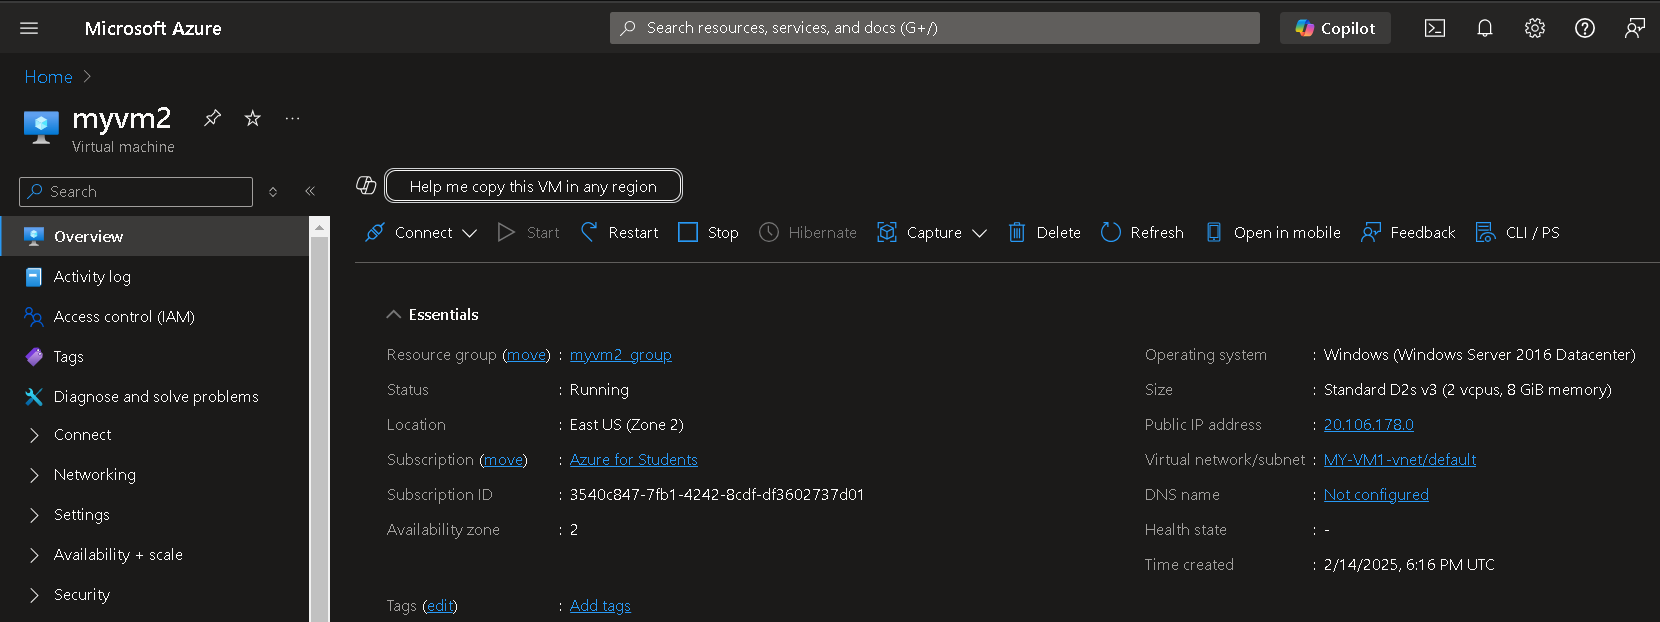 Microsoft Azure
Search resources, services, and docs (G+/)
Copilot
Home
myvm2
Virtual machine
Search
Help me copy this VM in any region
Connect Start Restart Stop Hibernate Capture Delete Refresh Open in mobile Feedback CLI / PS
Overview
Activity log
Access control (IAM)
Tags
Diagnose and solve problems
Connect
Networking
Settings
Availability + scale
Security
Essentials
Resource group (move) : myvm2_group
Status : Running
Location : East US (Zone 2)
Subscription (move) : Azure for Students
Subscription ID : 3540c847-7fb1-4242-8cdf-df3602737d01
Availability zone : 2
Operating system : Windows (Windows Server 2016 Datacenter)
Size : Standard D2s v3 (2 vcpus, 8 GiB memory)
Public IP address : 20.106.178.0
Virtual network/subnet : MY-VM1-vnet/default
DNS name : Not configured
Health state : -
Time created : 2/14/2025, 6:16 PM UTC
Tags (edit) : Add tags